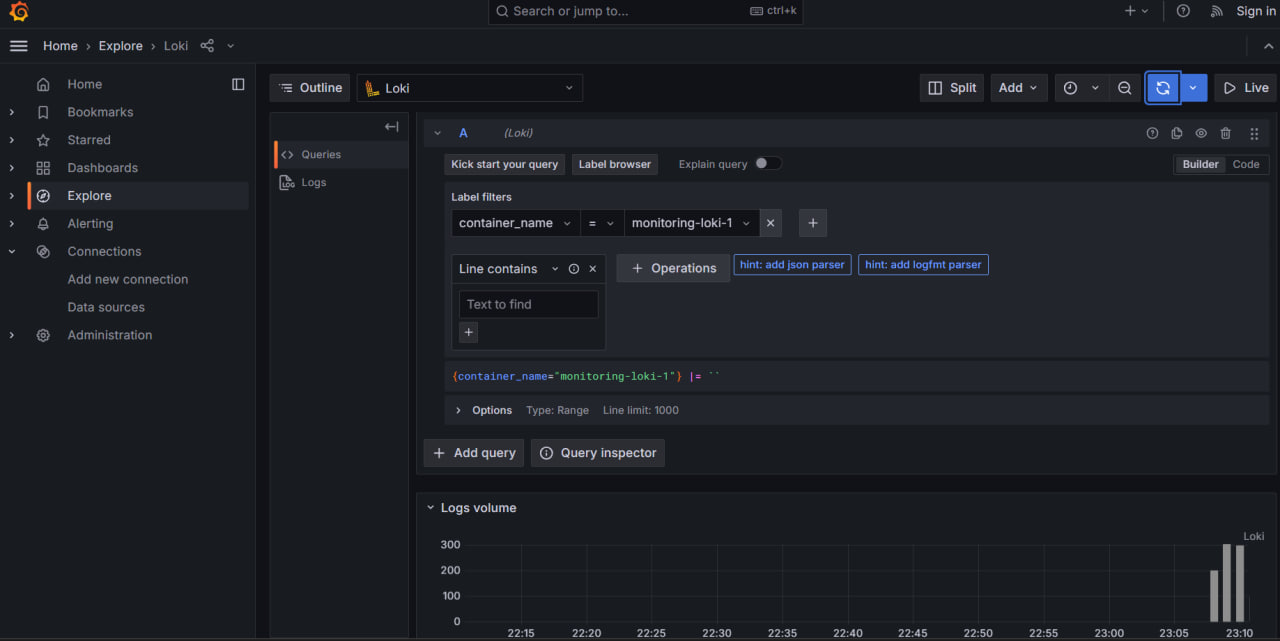 Search or jump to... ctrl+k Sign in
Home › Explore › Loki
Home
Bookmarks
Starred
Dashboards
Explore
Alerting
Connections
Add new connection
Data sources
Administration
Outline Loki Split Add Live
Queries
Logs
A (Loki)
Kick start your query Label browser Explain query Builder Code
Label filters
container_name = monitoring-loki-1
Line contains Operations hint: add json parser hint: add logfmt parser
Text to find
{container_name="monitoring-loki-1"} |= ``
Options Type: Range Line limit: 1000
Add query Query inspector
Logs volume
Loki
300
200
100
0
22:15 22:20 22:25 22:30 22:35 22:40 22:45 22:50 22:55 23:00 23:05 23:10